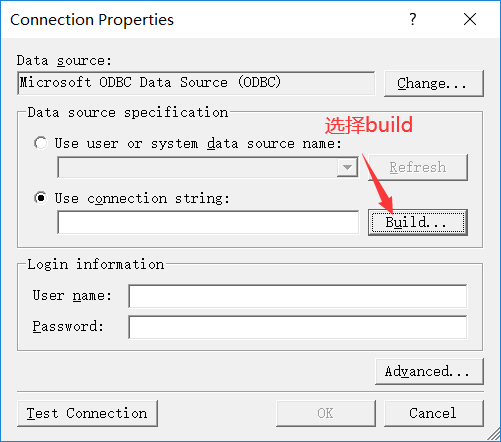 Connection Properties
?
Data source:
Microsoft ODBC Data Source (ODBC)
Change...
Data source specification
选择build
Use user or system data source name:
Refresh
Use connection string:
Build...
Login information
User name:
Password:
Advanced...
Test Connection
OK
Cancel